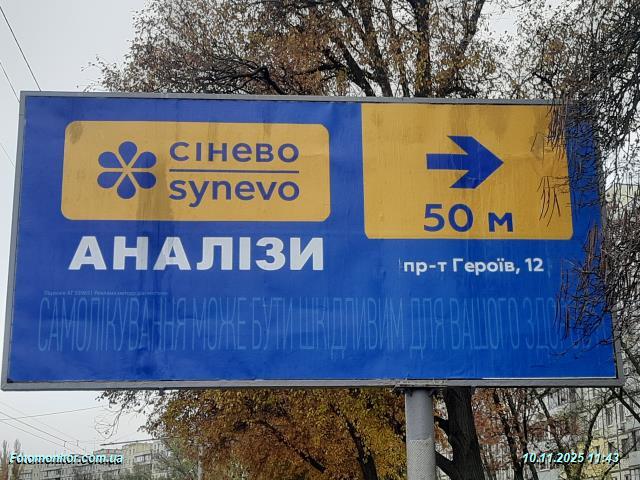 сінево
synevo
АНАЛІЗИ
50 м
пр-т Героїв, 12
САМОЛІКУВАННЯ МОЖЕ БУТИ ШКІДЛИВИМ ДЛЯ ВАШОГО
Fotomonitor.com.ua
10.11.2025 11:43